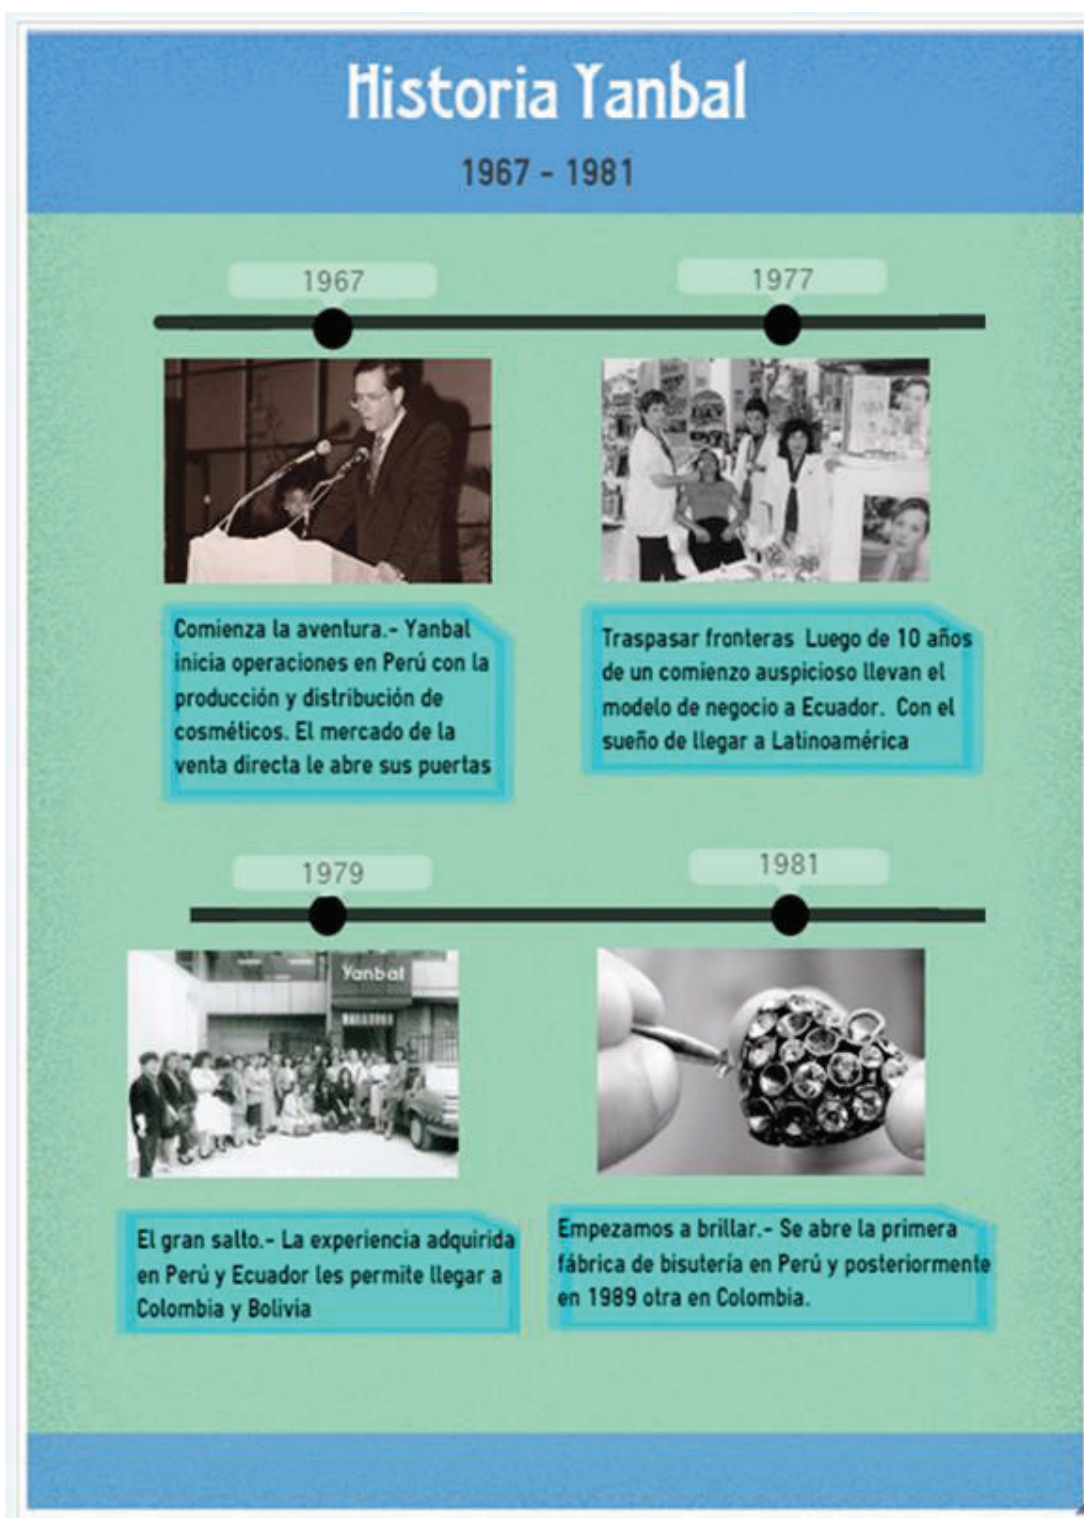 Historia Yanbal
1967 - 1981
1967
1977
Comienza la aventura.- Yanbal
inicia operaciones en Perú con la
producción y distribución de
cosméticos. El mercado de la
venta directa le abre sus puertas
Traspasar fronteras Luego de 10 años
de un comienzo auspicioso llevan el
modelo de negocio a Ecuador. Con el
sueño de llegar a Latinoamérica
1979
1981
Yanbal
El gran salto.- La experiencia adquirida
en Perú y Ecuador les permite llegar a
Colombia y Bolivia
Empezamos a brillar.- Se abre la primera
fábrica de bisutería en Perú y posteriormente
en 1989 otra en Colombia.